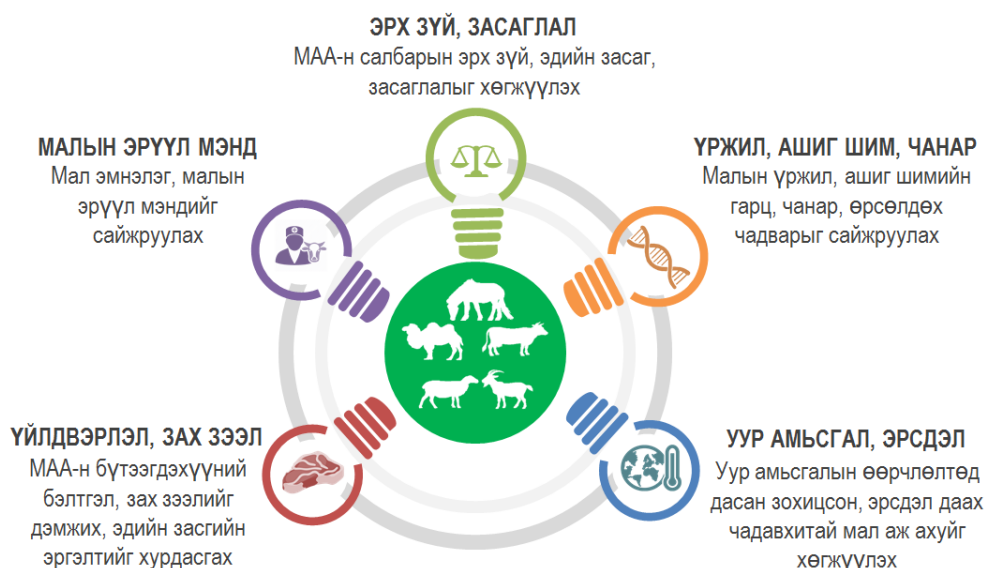 ЭРХ ЗҮЙ, ЗАСАГЛАЛ
МАА-н салбарын эрх зүй, эдийн засаг,
засаглалыг хөгжүүлэх
МАЛЫН ЭРҮҮЛ МЭНД
Мал эмнэлэг, малын
эрүүл мэндийг
сайжруулах
ҮРЖИЛ, АШИГ ШИМ, ЧАНАР
Малын үржил, ашиг шимийн
гарц, чанар, өрсөлдөх
чадварыг сайжруулах
ҮЙЛДВЭРЛЭЛ, ЗАХ ЗЭЭЛ
МАА-н бүтээгдэхүүний
бэлтгэл, зах зээлийг
дэмжих, эдийн засгийн
эргэлтийг хурдасгах
УУР АМЬСГАЛ, ЭРСДЭЛ
Уур амьсгалын өөрчлөлтөд
дасан зохицсон, эрсдэл даах
чадавхитай мал аж ахуйг
хөгжүүлэх